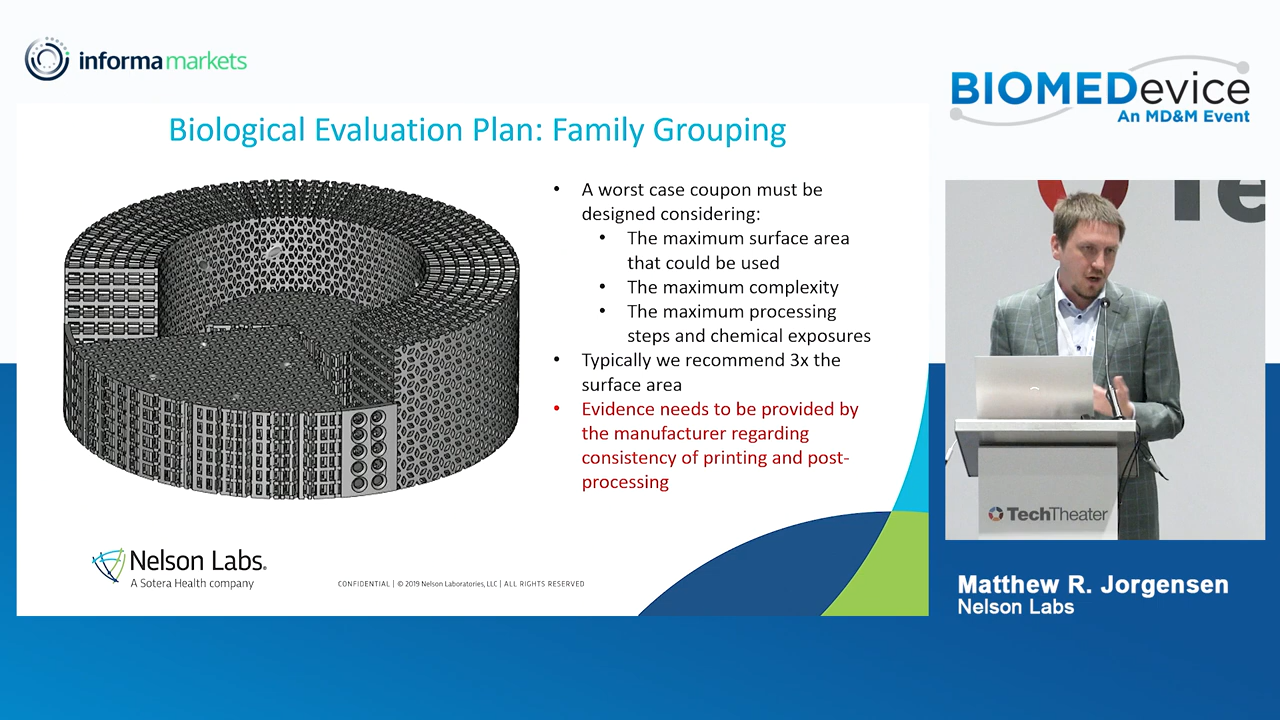 informa markets
BIOMEDevice
An MD&M Event
Biological Evaluation Plan: Family Grouping
• A worst case coupon must be
designed considering:
• The maximum surface area
that could be used
• The maximum complexity
• The maximum processing
steps and chemical exposures
• Typically we recommend 3x the
surface area
• Evidence needs to be provided by
the manufacturer regarding
consistency of printing and post-
processing
Nelson Labs.
A Sotera Health company
CONFIDENTIAL | © 2019 Nelson Laboratories, LLC | ALL RIGHTS RESERVED
Te
TechTheater
Matthew R. Jorgensen
Nelson Labs